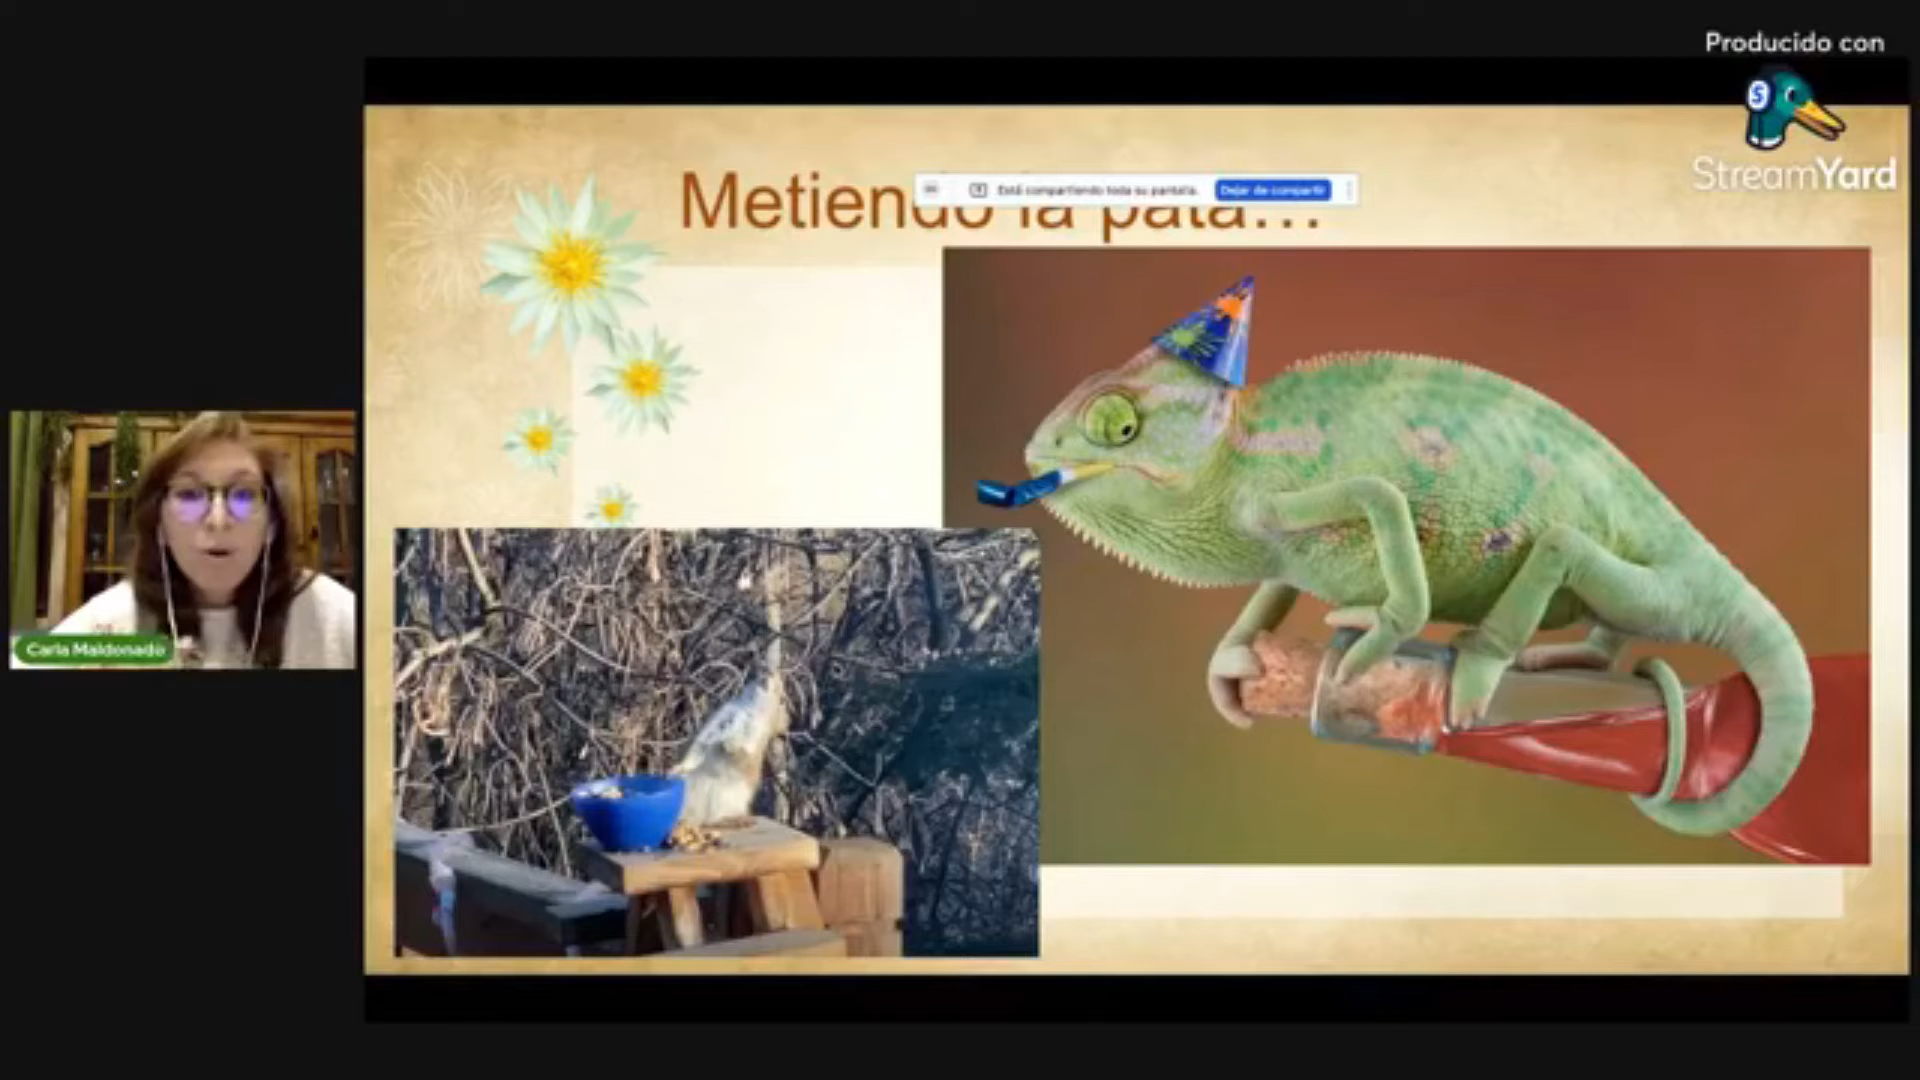 Producido con
S
StreamYard
Metiendo la pata...
Está compartiendo toda su pantalla.
Dejar de compartir
Carla Maldonado